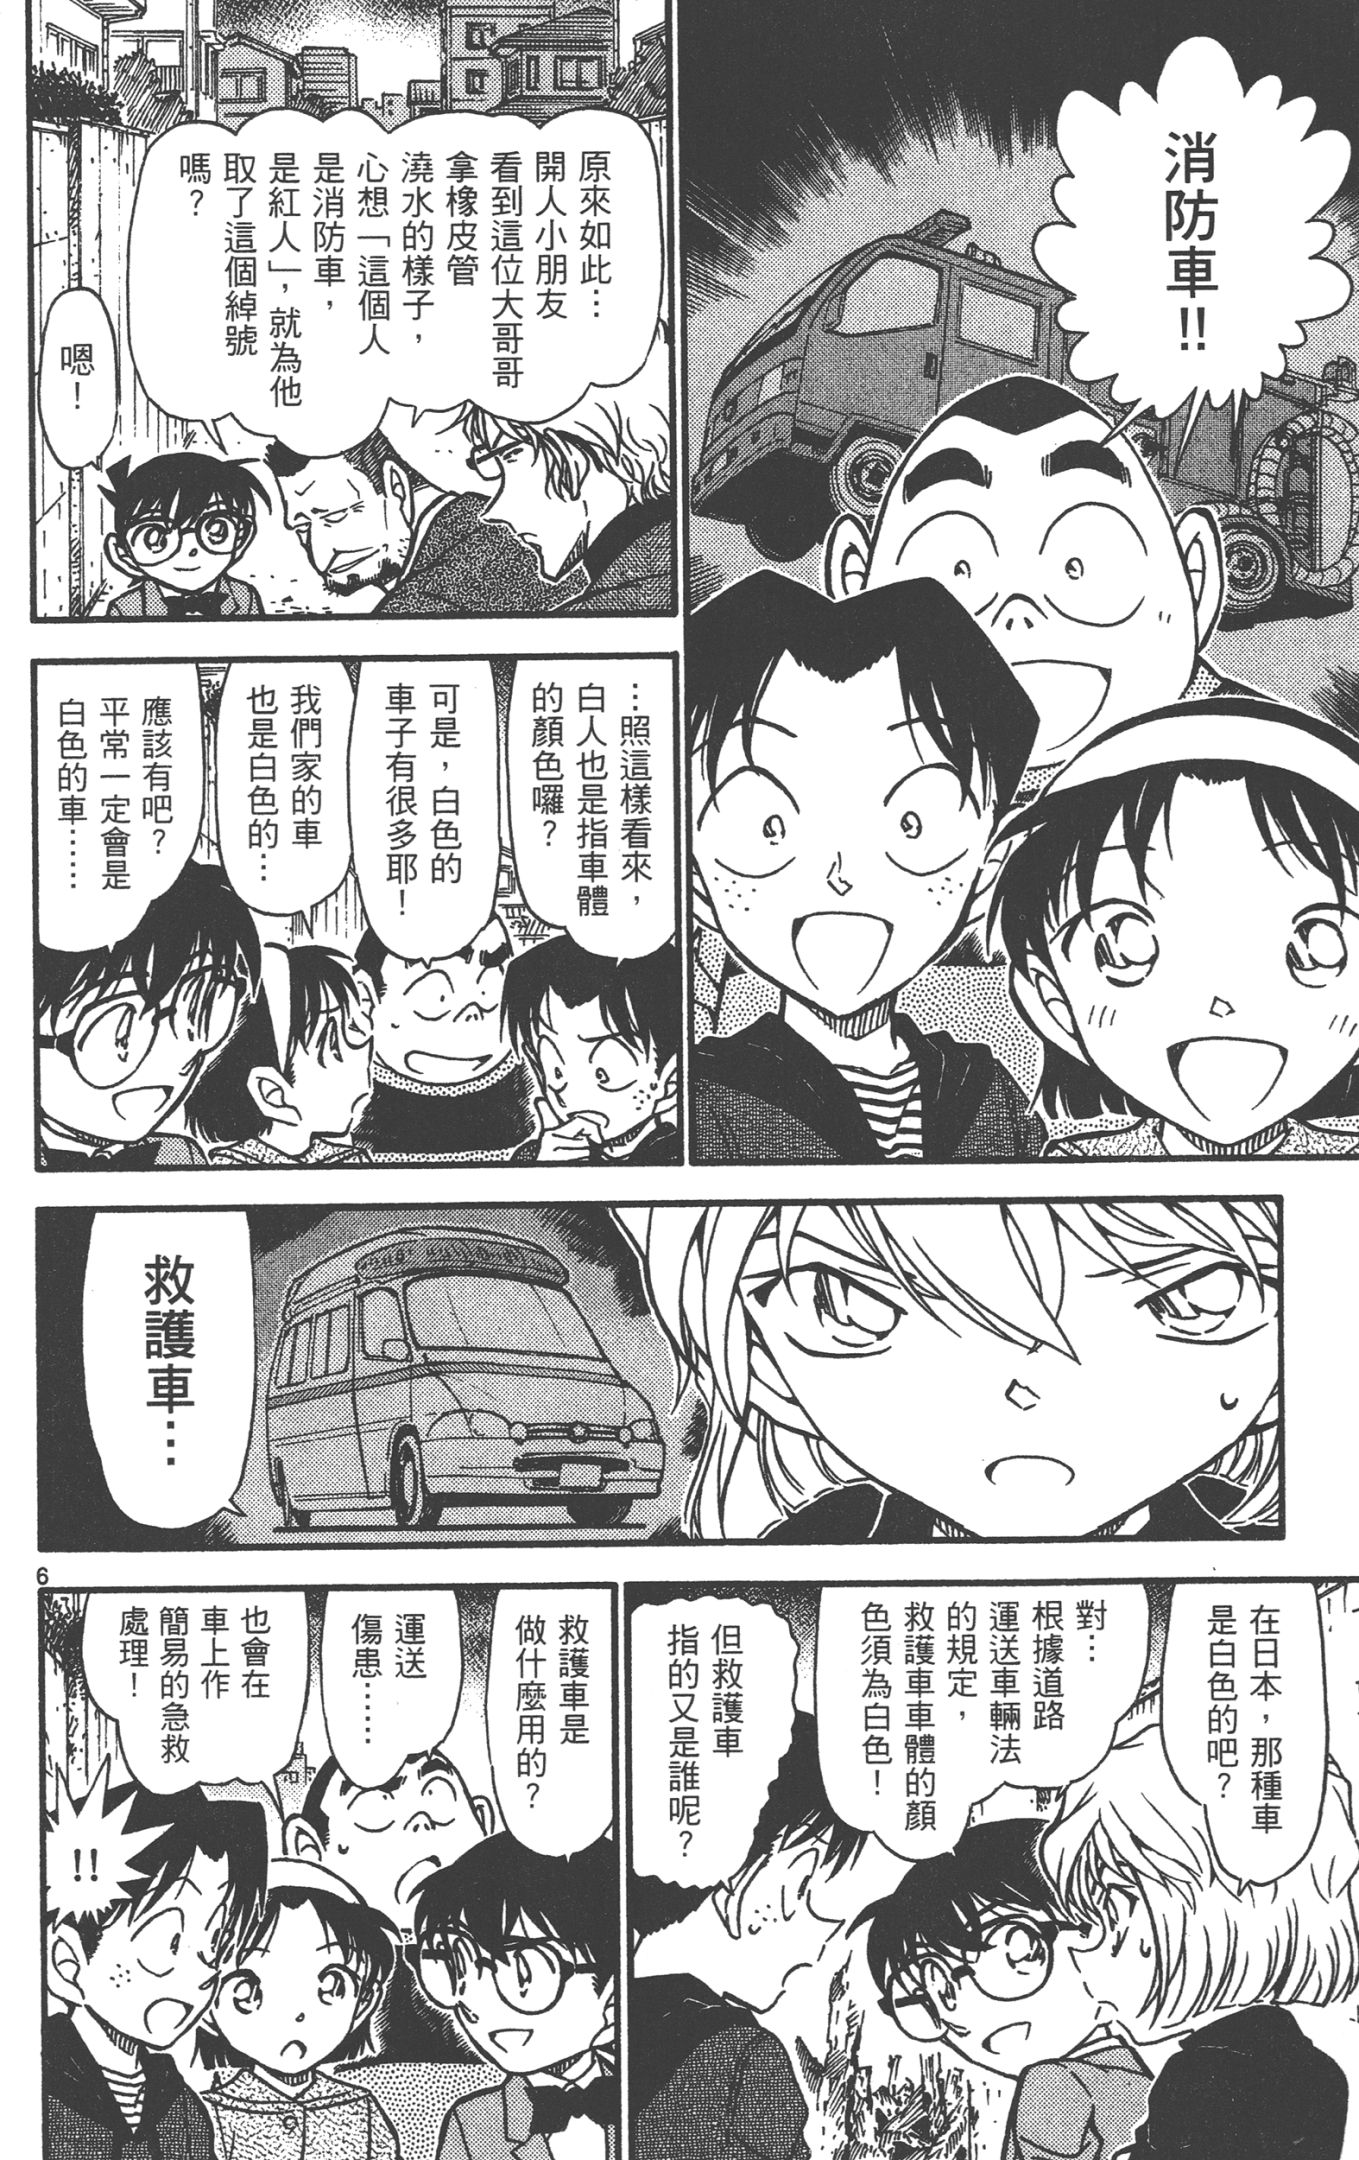 消防車!!
原來如此…
開人小朋友
看到這位大哥哥
拿橡皮管
澆水的樣子，
心想「這個人
是消防車，
是紅人」，就為他
取了這個綽號
嗎？
嗯！
…照這樣看來，
白人也是指車體
的顏色囉？
可是，白色的
車子有很多耶！
我們家的車
也是白色的…
應該有吧？
平常一定會是
白色的車……
救護車…
在日本，那種車
是白色的吧？
對…
根據道路
運送車輛法
的規定，
救護車車體的顏
色須為白色！
但救護車
指的又是誰呢？
救護車是
做什麼用的？
運送
傷患……
也會在
車上作
簡易的急救
處理！
!!
6